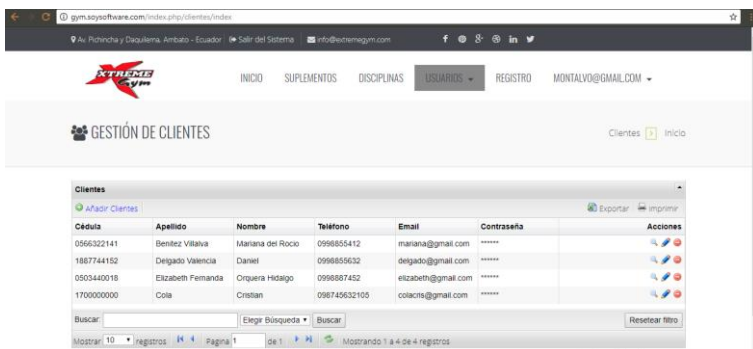 gym.soysoftware.com/index.php/clientes/index
Av. Pichincha y Daquilema, Ambato - Ecuador Salir del Sistema info@extremegym.com
XTREME
Gym
INICIO SUPLEMENTOS DISCIPLINAS USUARIOS REGISTRO MONTALVO@GMAIL.COM
GESTIÓN DE CLIENTES
Clientes Inicio
Clientes
Añadir Clientes Exportar Imprimir
Cédula Apellido Nombre Teléfono Email Contraseña Acciones
0566322141 Benitez Villalva Mariana del Rocio 0998855412 mariana@gmail.com ******
1887744152 Delgado Valencia Daniel 0998855632 delgado@gmail.com ******
0503440018 Elizabeth Fernanda Orquera Hidalgo 0998887452 elizabeth@gmail.com ******
1700000000 Cola Cristian 098745632105 colacris@gmail.com ******
Buscar: Elegir Búsqueda Buscar Resetear filtro
Mostrar 10 registros Pagina 1 de 1 Mostrando 1 a 4 de 4 registros